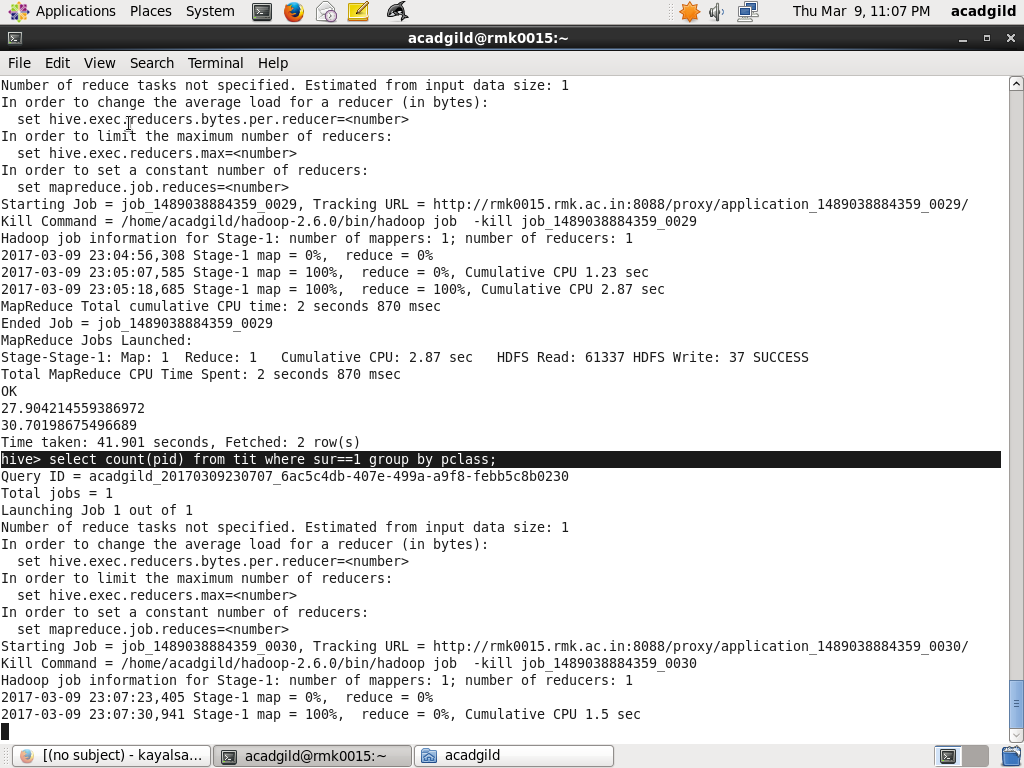 Applications Places System Thu Mar 9, 11:07 PM acadgild
acadgild@rmk0015:~
File Edit View Search Terminal Help
Number of reduce tasks not specified. Estimated from input data size: 1
In order to change the average load for a reducer (in bytes):
  set hive.exec.reducers.bytes.per.reducer=<number>
In order to limit the maximum number of reducers:
  set hive.exec.reducers.max=<number>
In order to set a constant number of reducers:
  set mapreduce.job.reduces=<number>
Starting Job = job_1489038884359_0029, Tracking URL = http://rmk0015.rmk.ac.in:8088/proxy/application_1489038884359_0029/
Kill Command = /home/acadgild/hadoop-2.6.0/bin/hadoop job  -kill job_1489038884359_0029
Hadoop job information for Stage-1: number of mappers: 1; number of reducers: 1
2017-03-09 23:04:56,308 Stage-1 map = 0%,  reduce = 0%
2017-03-09 23:05:07,585 Stage-1 map = 100%,  reduce = 0%, Cumulative CPU 1.23 sec
2017-03-09 23:05:18,685 Stage-1 map = 100%,  reduce = 100%, Cumulative CPU 2.87 sec
MapReduce Total cumulative CPU time: 2 seconds 870 msec
Ended Job = job_1489038884359_0029
MapReduce Jobs Launched:
Stage-Stage-1: Map: 1  Reduce: 1   Cumulative CPU: 2.87 sec   HDFS Read: 61337 HDFS Write: 37 SUCCESS
Total MapReduce CPU Time Spent: 2 seconds 870 msec
OK
27.904214559386972
30.70198675496689
Time taken: 41.901 seconds, Fetched: 2 row(s)
hive> select count(pid) from tit where sur==1 group by pclass;
Query ID = acadgild_20170309230707_6ac5c4db-407e-499a-a9f8-febb5c8b0230
Total jobs = 1
Launching Job 1 out of 1
Number of reduce tasks not specified. Estimated from input data size: 1
In order to change the average load for a reducer (in bytes):
  set hive.exec.reducers.bytes.per.reducer=<number>
In order to limit the maximum number of reducers:
  set hive.exec.reducers.max=<number>
In order to set a constant number of reducers:
  set mapreduce.job.reduces=<number>
Starting Job = job_1489038884359_0030, Tracking URL = http://rmk0015.rmk.ac.in:8088/proxy/application_1489038884359_0030/
Kill Command = /home/acadgild/hadoop-2.6.0/bin/hadoop job  -kill job_1489038884359_0030
Hadoop job information for Stage-1: number of mappers: 1; number of reducers: 1
2017-03-09 23:07:23,405 Stage-1 map = 0%,  reduce = 0%
2017-03-09 23:07:30,941 Stage-1 map = 100%,  reduce = 0%, Cumulative CPU 1.5 sec
[(no subject) - kayalsa... acadgild@rmk0015:~ acadgild